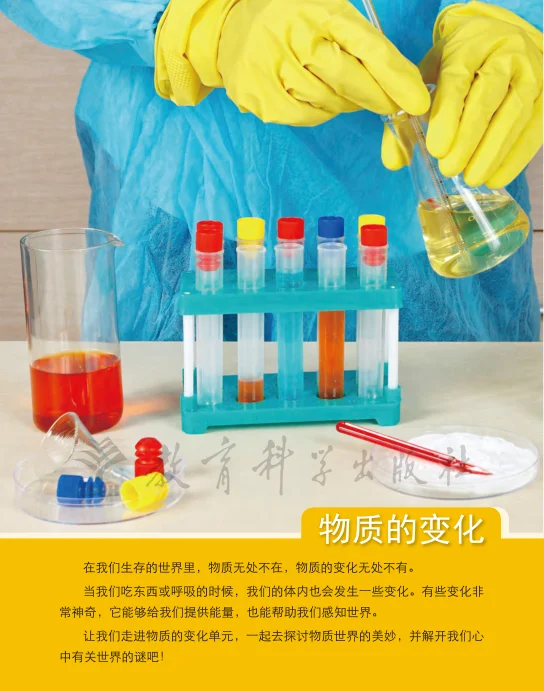 教育科学出版社
物质的变化
在我们生存的世界里，物质无处不在，物质的变化无处不有。
当我们吃东西或呼吸的时候，我们的体内也会发生一些变化。有些变化非
常神奇，它能够给我们提供能量，也能帮助我们感知世界。
让我们走进物质的变化单元，一起去探讨物质世界的美妙，并解开我们心
中有关世界的谜吧！